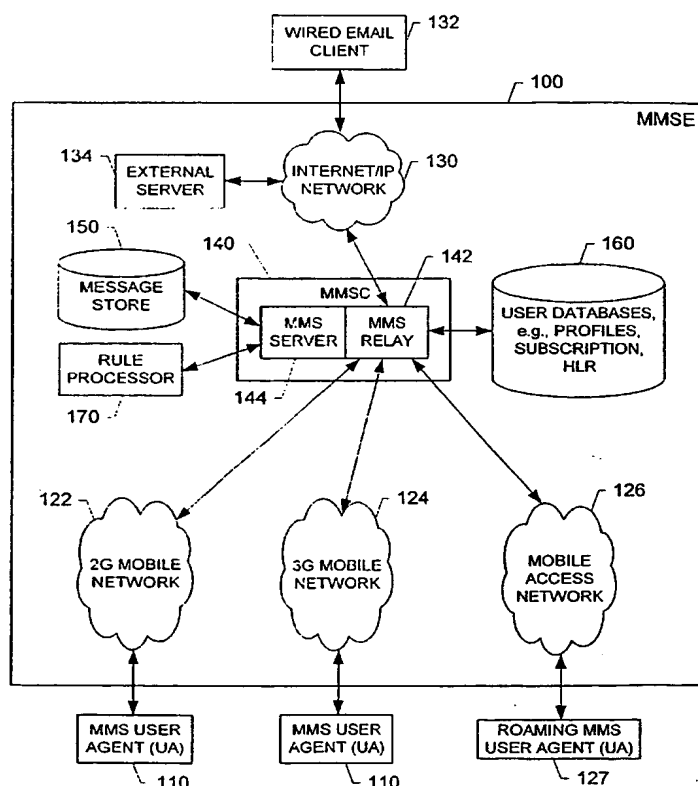 WIRED EMAIL
CLIENT
132
100
MMSE
134
EXTERNAL
SERVER
INTERNET/IP
NETWORK
130
150
MESSAGE
STORE
140
142
160
MMSC
MMS
SERVER
MMS
RELAY
USER DATABASES,
e.g., PROFILES,
SUBSCRIPTION,
HLR
RULE
PROCESSOR
170
144
122
2G MOBILE
NETWORK
124
3G MOBILE
NETWORK
126
MOBILE
ACCESS
NETWORK
MMS USER
AGENT (UA)
110
MMS USER
AGENT (UA)
110
ROAMING MMS
USER AGENT (UA)
127